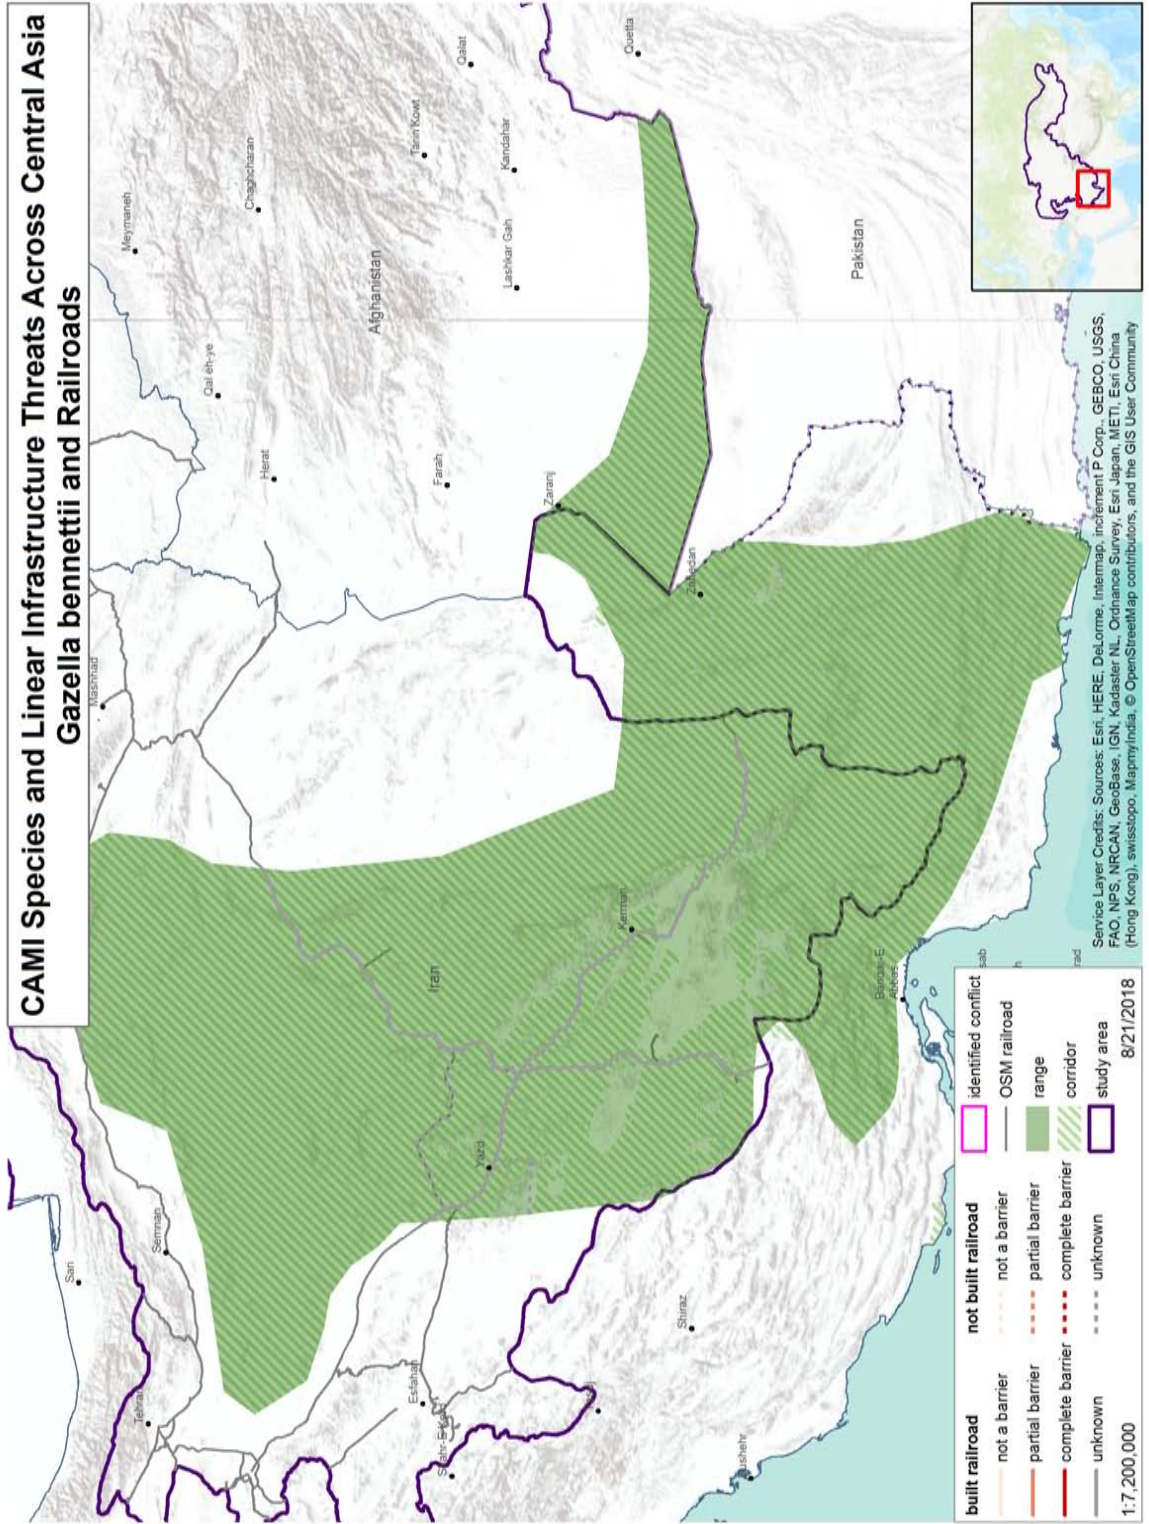 CAMI Species and Linear Infrastructure Threats Across Central Asia
Gazella bennettii and Railroads
Sari
Tehran
Semnan
Mashhad
Meymaneh
Qal eh-ye
Chaghcharan
Herat
Afghanistan
Tarin Kowt
Qalat
Farah
Lashkar Gah
Kandahar
Zaranj
Quetta
Esfahan
Yazd
Iran
Kerman
Zahedan
Shiraz
Pakistan
Bandar-E
Abbas
ushehr
sab
h
rad
built railroad
not a barrier
partial barrier
complete barrier
unknown
not built railroad
not a barrier
partial barrier
complete barrier
unknown
identified conflict
OSM railroad
range
corridor
study area
1:7,200,000
8/21/2018
Service Layer Credits: Sources: Esri, HERE, DeLorme, Intermap, increment P Corp., GEBCO, USGS,
FAO, NPS, NRCAN, GeoBase, IGN, Kadaster NL, Ordnance Survey, Esri Japan, METI, Esri China
(Hong Kong), swisstopo, MapmyIndia, © OpenStreetMap contributors, and the GIS User Community